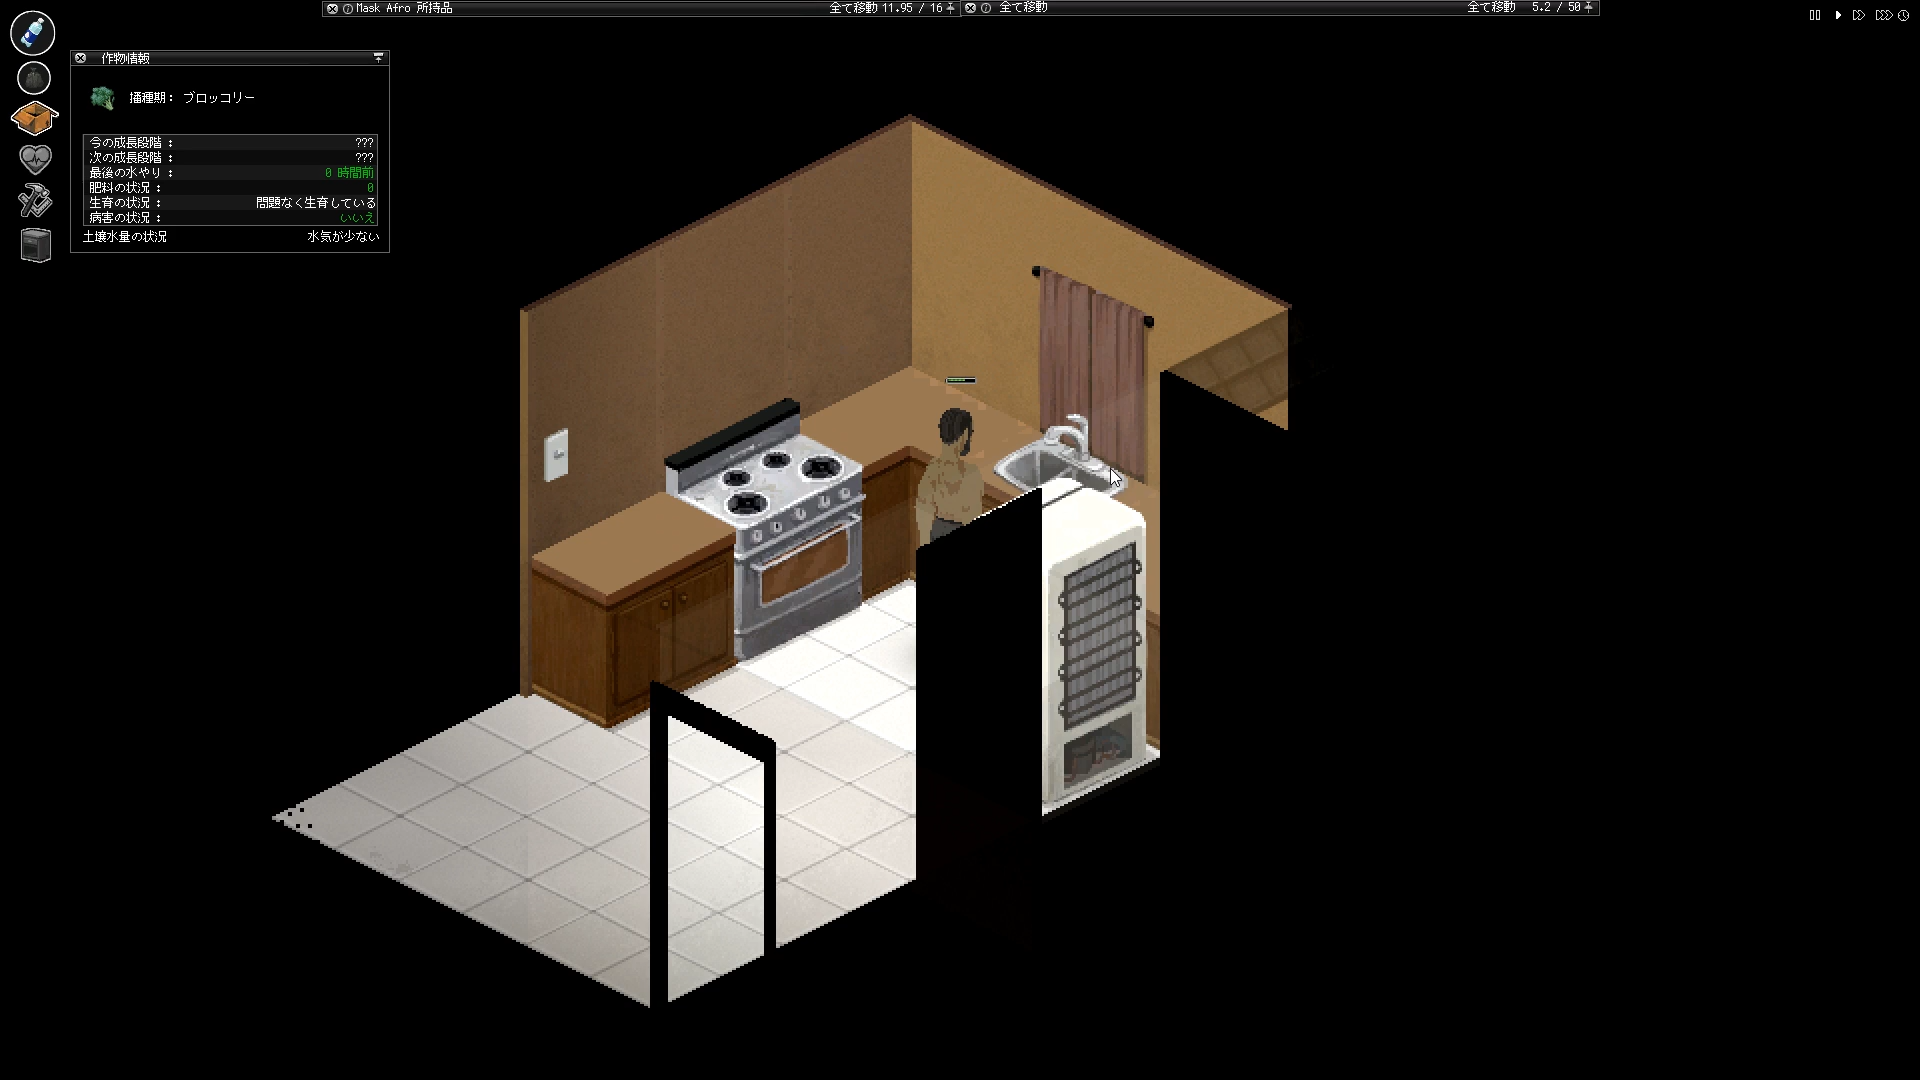 Mask Afro 所持品
全て移動 11.95 / 16
全て移動
全て移動 5.2 / 50
作物情報
播種期： ブロッコリー
今の成長段階 : ???
次の成長段階 : ???
最後の水やり : 0 時間前
肥料の状況 : 0
生育の状況 : 問題なく生育している
病害の状況 : いいえ
土壌水量の状況 水気が少ない